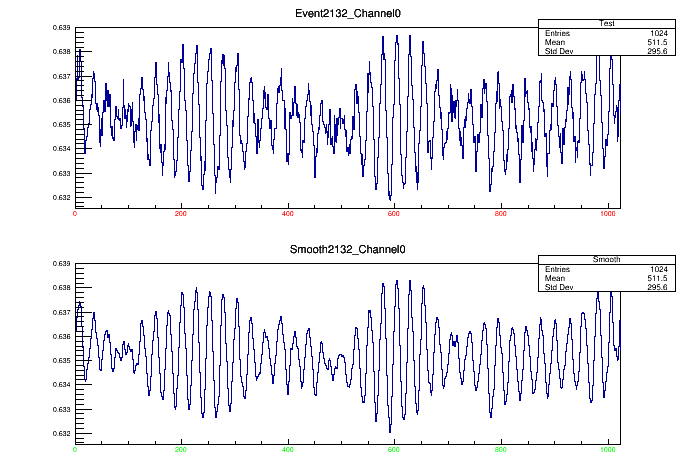 Event2132_Channel0
Test
Entries 1024
Mean 511.5
Std Dev 295.6
0.639
0.638
0.637
0.636
0.635
0.634
0.633
0.632
0 200 400 600 800 1000
Smooth2132_Channel0
Smooth
Entries 1024
Mean 511.5
Std Dev 295.6
0.639
0.638
0.637
0.636
0.635
0.634
0.633
0.632
0 200 400 600 800 1000